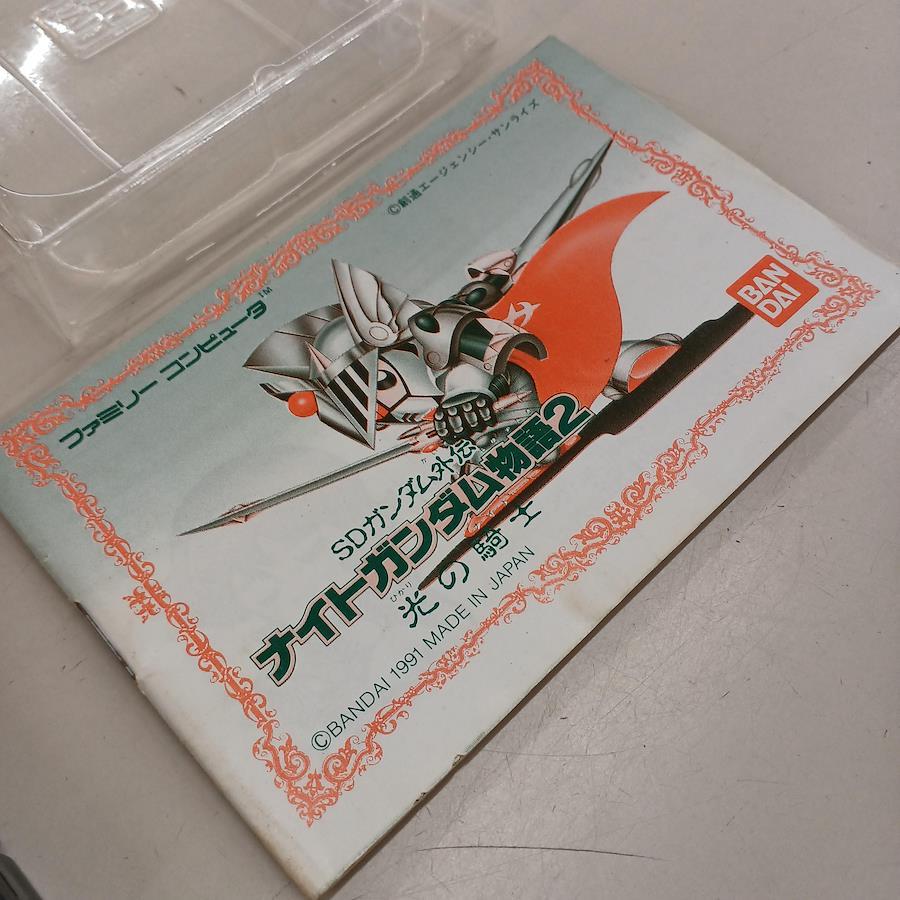 ファミリー コンピュータ™
©創通エージェンシー・サンライズ
BAN
DAI
SDガンダム外伝
ナイトガンダム物語2
光の騎士
ひかり
©BANDAI 1991 MADE IN JAPAN